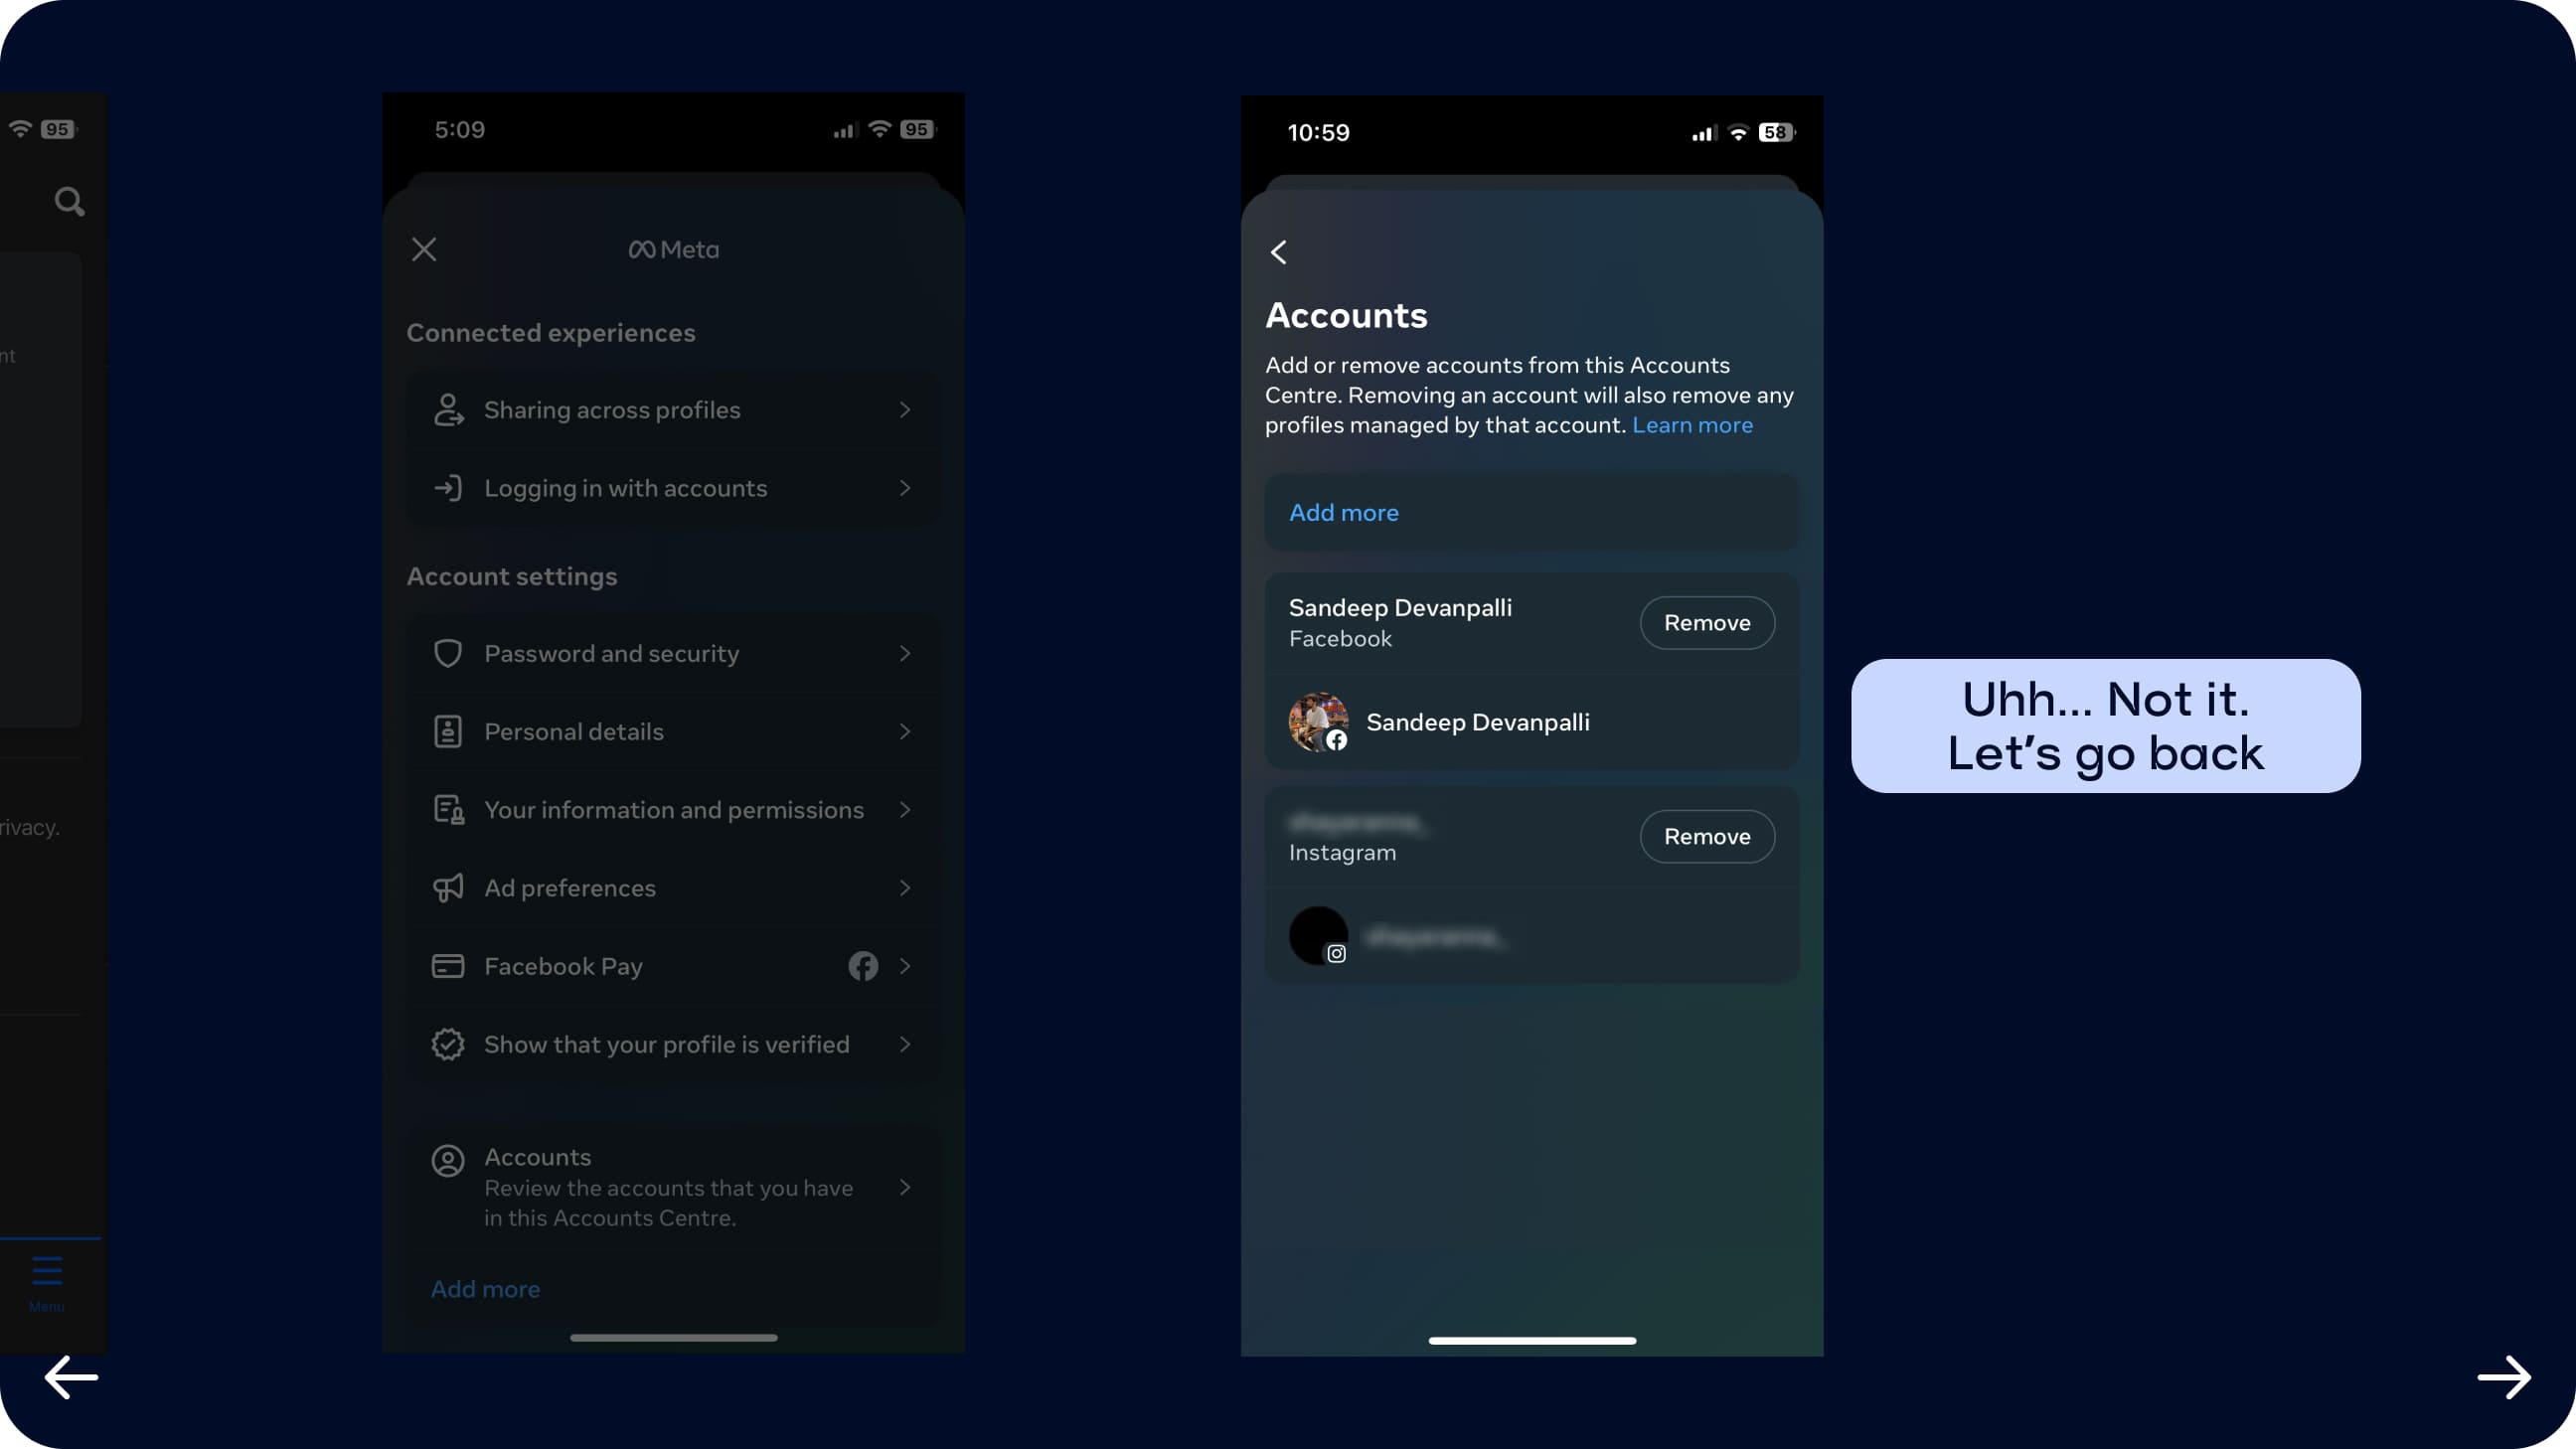 95
nt
rivacy.
Menu
5:09
95
Meta
Connected experiences
Sharing across profiles
Logging in with accounts
Account settings
Password and security
Personal details
Your information and permissions
Ad preferences
Facebook Pay
Show that your profile is verified
Accounts
Review the accounts that you have
in this Accounts Centre.
Add more
10:59
58
Accounts
Add or remove accounts from this Accounts
Centre. Removing an account will also remove any
profiles managed by that account. Learn more
Add more
Sandeep Devanpalli
Facebook
Remove
Sandeep Devanpalli
Instagram
Remove
Uhh... Not it.
Let's go back